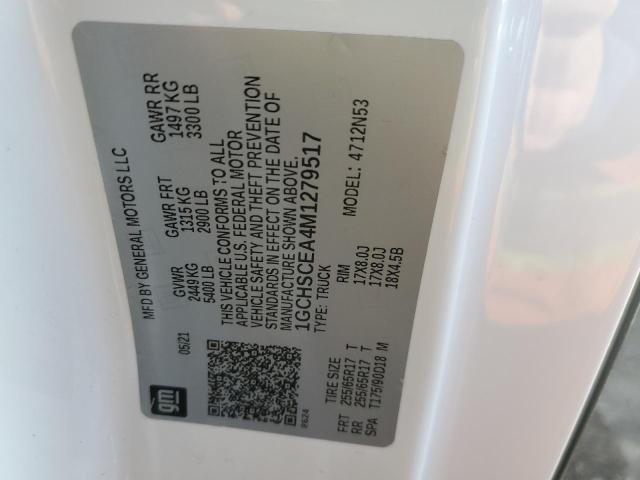 MFD BY GENERAL MOTORS LLC
05/21
GVWR GAWR FRT GAWR RR
2449 KG 1315 KG 1497 KG
5400 LB 2900 LB 3300 LB
THIS VEHICLE CONFORMS TO ALL
APPLICABLE U.S. FEDERAL MOTOR
VEHICLE SAFETY AND THEFT PREVENTION
STANDARDS IN EFFECT ON THE DATE OF
MANUFACTURE SHOWN ABOVE.
1GCHSCEA4M1279517
TYPE: TRUCK MODEL: 4712N53
gm
P624
TIRE SIZE RIM
FRT 255/65R17 T 17X8.0J
RR 255/65R17 T 17X8.0J
SPA T175/90D18 M 18X4.5B